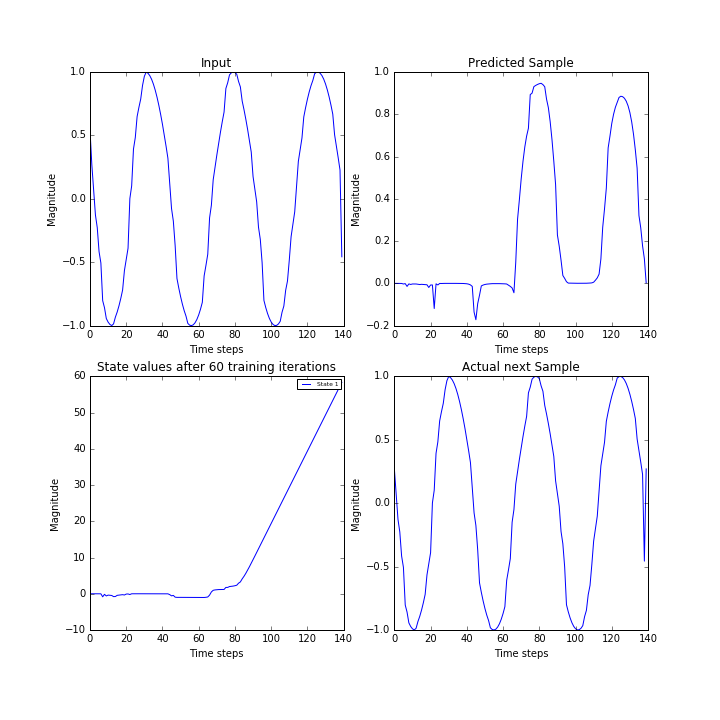 Input
1.0
0.5
0.0
−0.5
−1.0
0 20 40 60 80 100 120 140
Magnitude
Time steps
Predicted Sample
1.0
0.8
0.6
0.4
0.2
0.0
−0.2
0 20 40 60 80 100 120 140
Magnitude
Time steps
State values after 60 training iterations
State 1
60
50
40
30
20
10
0
−10
0 20 40 60 80 100 120 140
Magnitude
Time steps
Actual next Sample
1.0
0.5
0.0
−0.5
−1.0
0 20 40 60 80 100 120 140
Magnitude
Time steps